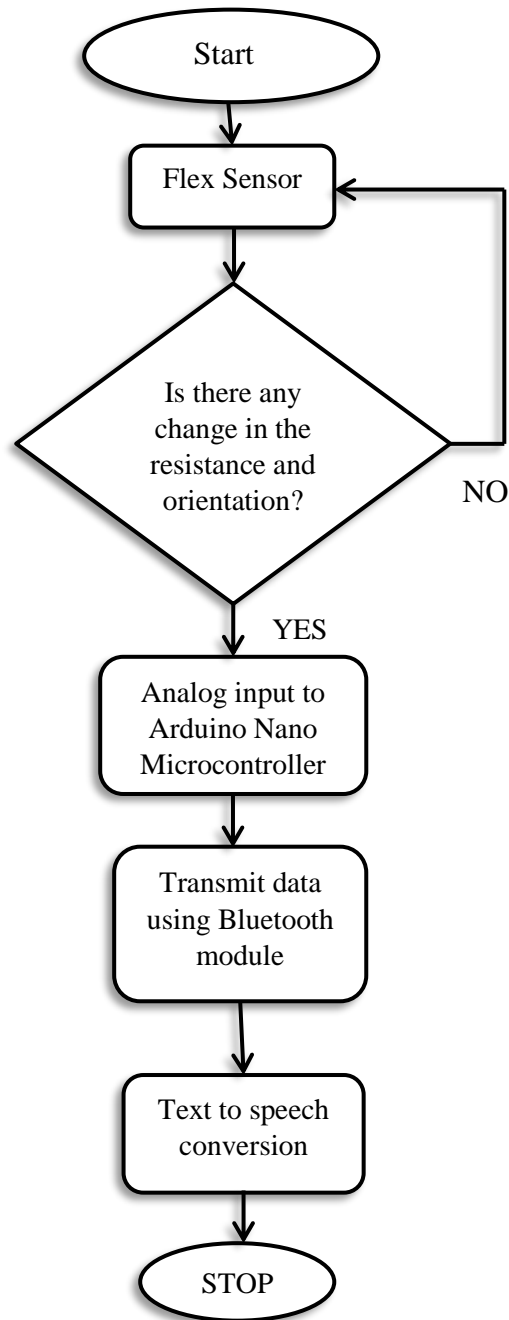 Start
Flex Sensor
Is there any
change in the
resistance and
orientation?
NO
YES
Analog input to
Arduino Nano
Microcontroller
Transmit data
using Bluetooth
module
Text to speech
conversion
STOP